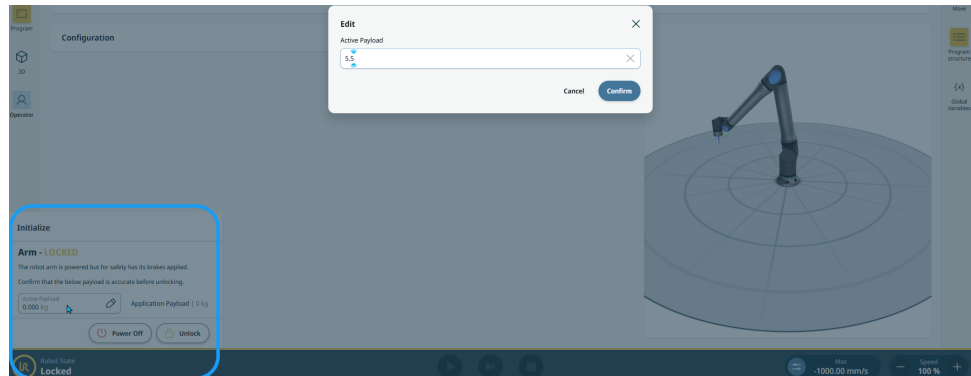 Program
Configuration
3D
Operator
Edit
Active Payload
5.5
Cancel
Confirm
Move
Program
structure
{x}
Global
Variables
Initialize
Arm - LOCKED
The robot arm is powered but for safety has its brakes applied.
Confirm that the below payload is accurate before unlocking.
Active Payload
0.000 kg
Application Payload | 0 kg
Power Off
Unlock
Robot State
Locked
Max
-1000.00 mm/s
Speed
100 %